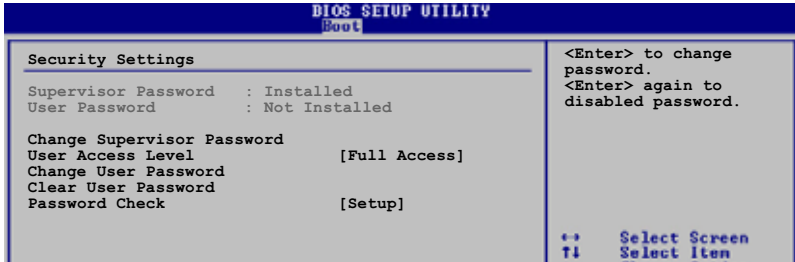 BIOS SETUP UTILITY
Boot
Security Settings
Supervisor Password : Installed
User Password : Not Installed
Change Supervisor Password
User Access Level [Full Access]
Change User Password
Clear User Password
Password Check [Setup]
<Enter> to change
password.
<Enter> again to
disabled password.
↔ Select Screen
↑↓ Select Item